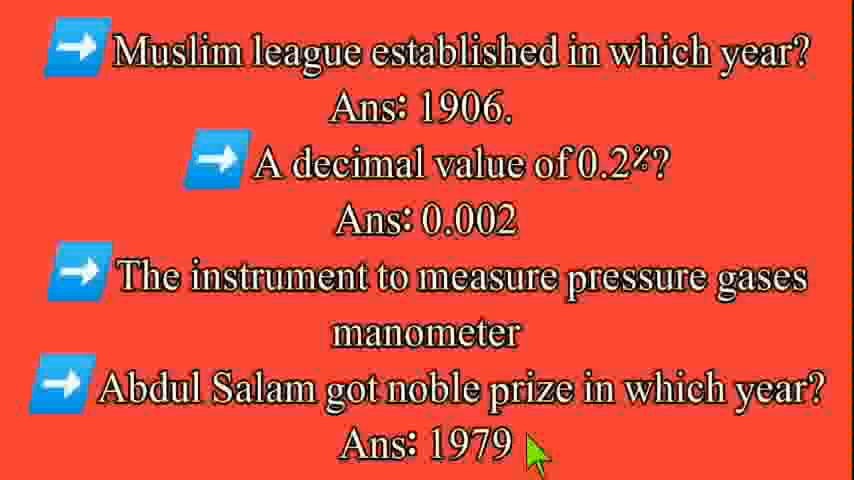 ➡ Muslim league established in which year?
Ans: 1906.
➡ A decimal value of 0.2%?
Ans: 0.002
➡ The instrument to measure pressure gases
manometer
➡ Abdul Salam got noble prize in which year?
Ans: 1979